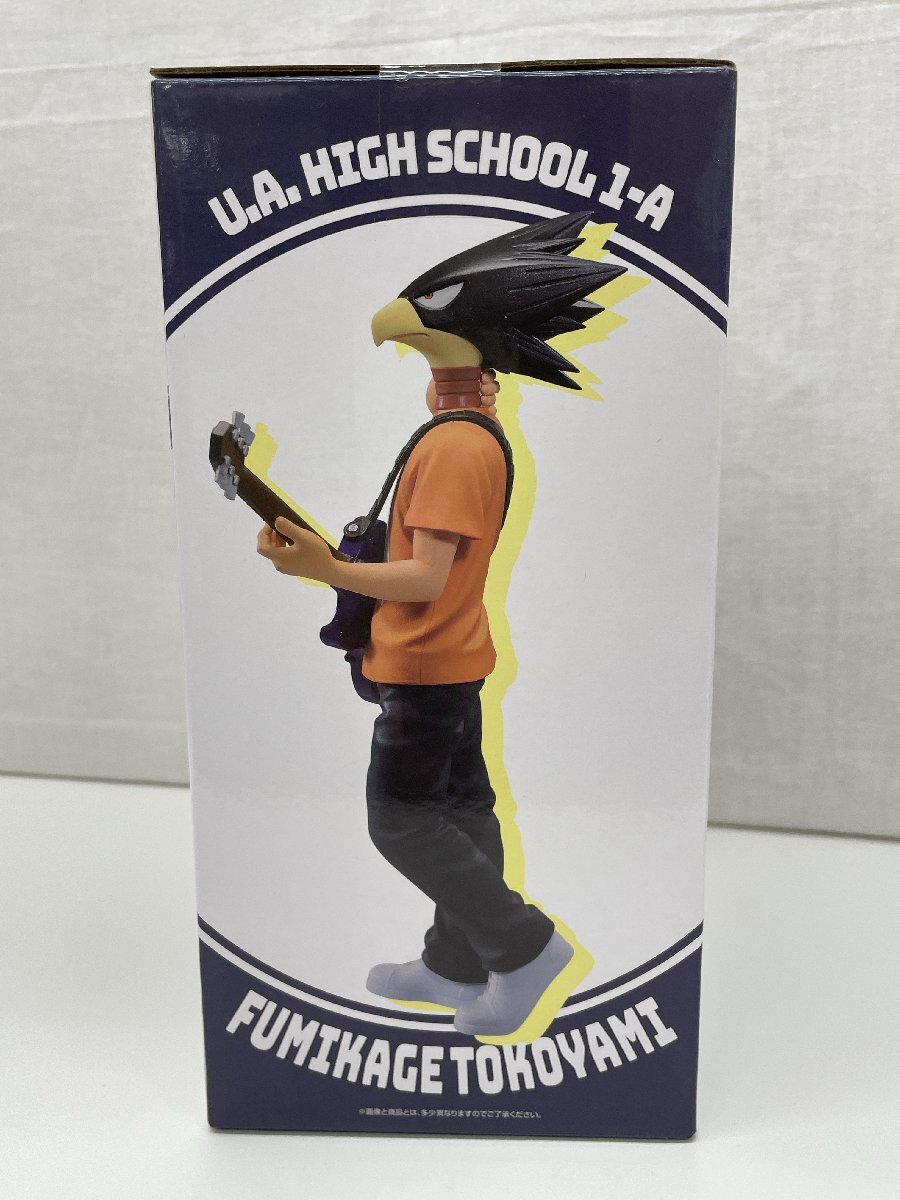 U.A. HIGH SCHOOL 1-A
FUMIKAGE TOKOYAMI
※画像と商品とは、多少異なりますのでご了承ください。